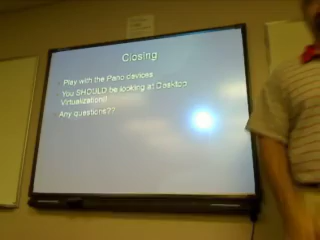 Closing
Play with the Pano devices
You SHOULD be looking at Desktop
Virtualization!!
Any questions??